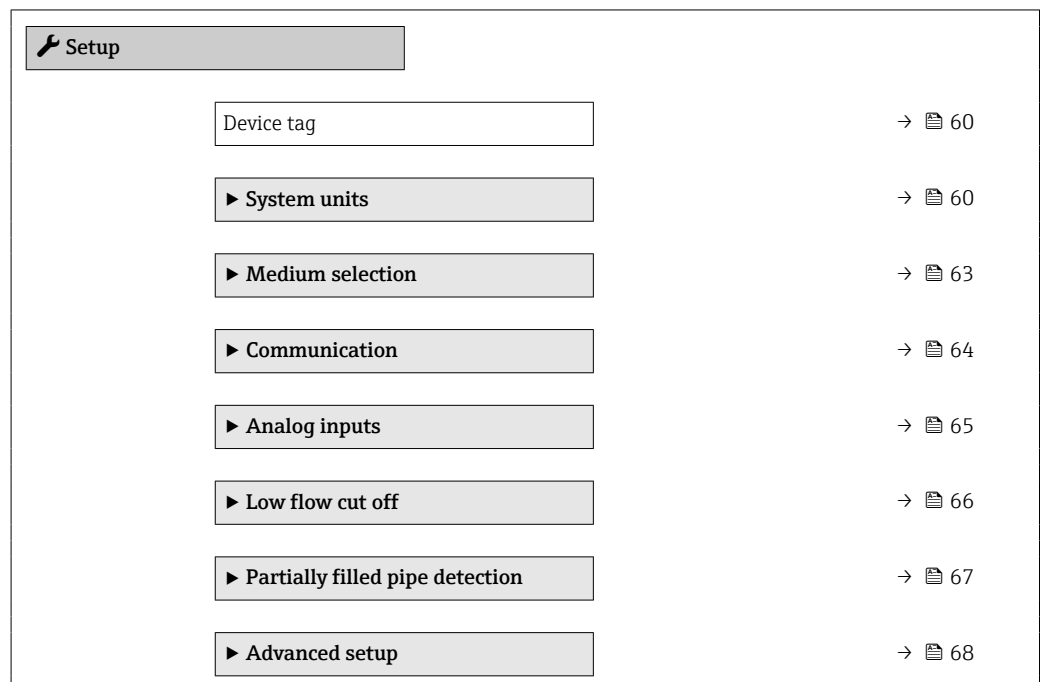 Setup
Device tag → 60
▶ System units → 60
▶ Medium selection → 63
▶ Communication → 64
▶ Analog inputs → 65
▶ Low flow cut off → 66
▶ Partially filled pipe detection → 67
▶ Advanced setup → 68